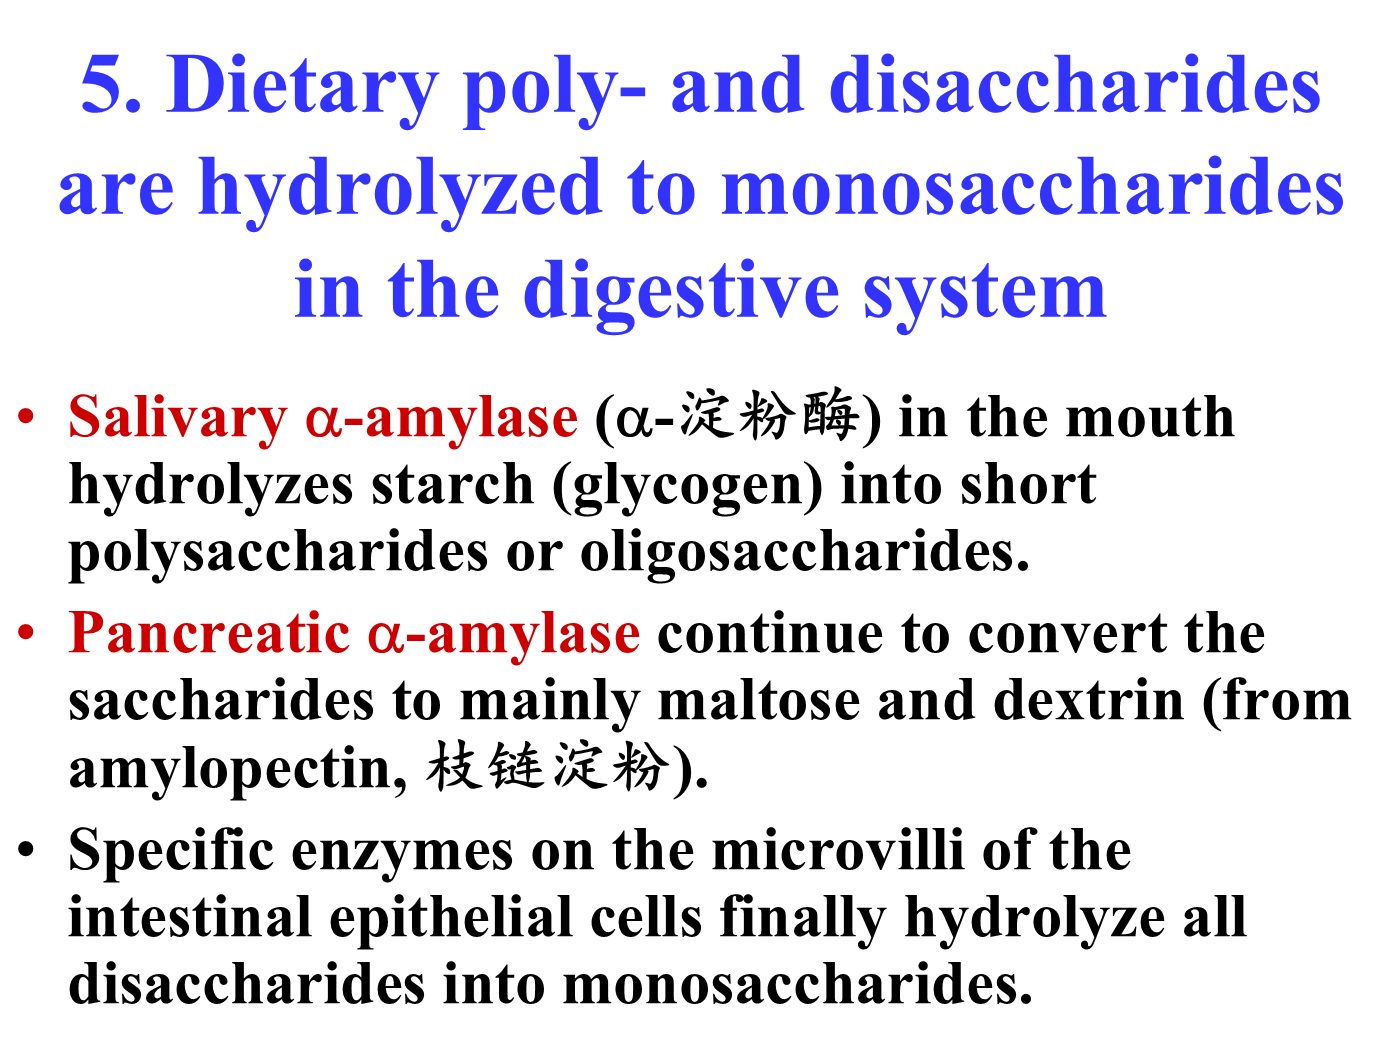 5. Dietary poly- and disaccharides
are hydrolyzed to monosaccharides
in the digestive system
• Salivary α-amylase (α-淀粉酶) in the mouth
hydrolyzes starch (glycogen) into short
polysaccharides or oligosaccharides.
• Pancreatic α-amylase continue to convert the
saccharides to mainly maltose and dextrin (from
amylopectin, 枝链淀粉).
• Specific enzymes on the microvilli of the
intestinal epithelial cells finally hydrolyze all
disaccharides into monosaccharides.